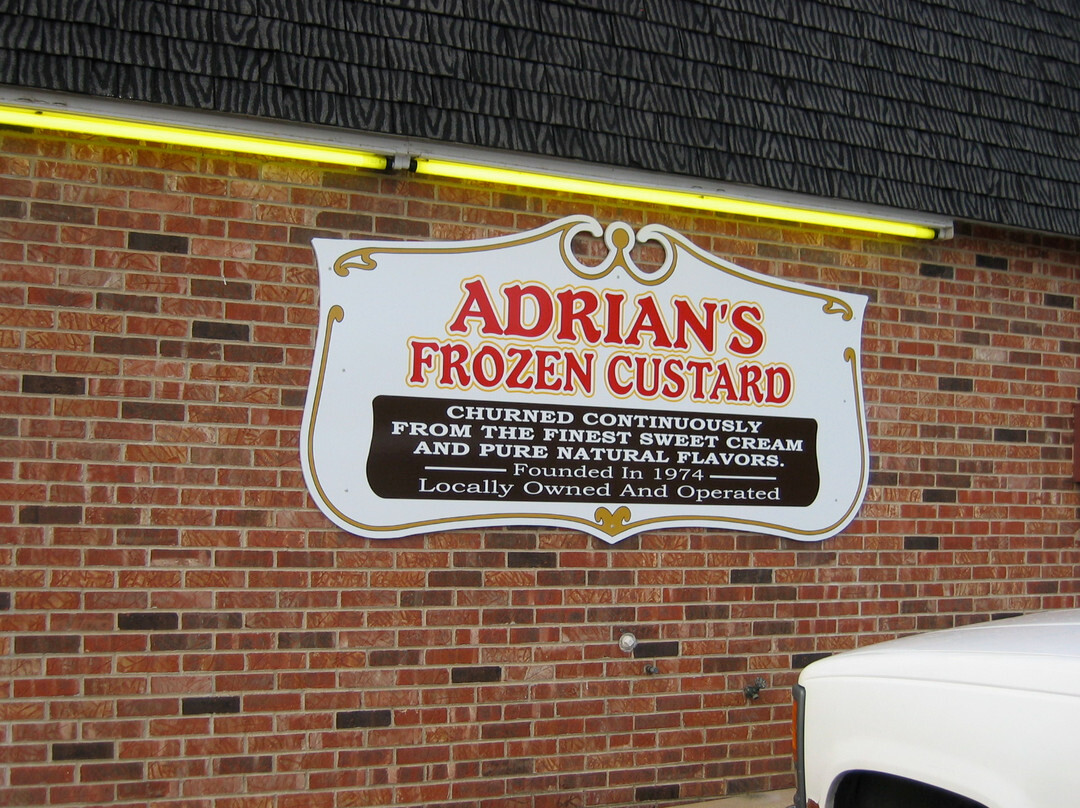 ADRIAN'S
FROZEN CUSTARD
CHURNED CONTINUOUSLY
FROM THE FINEST SWEET CREAM
AND PURE NATURAL FLAVORS.
Founded In 1974
Locally Owned And Operated